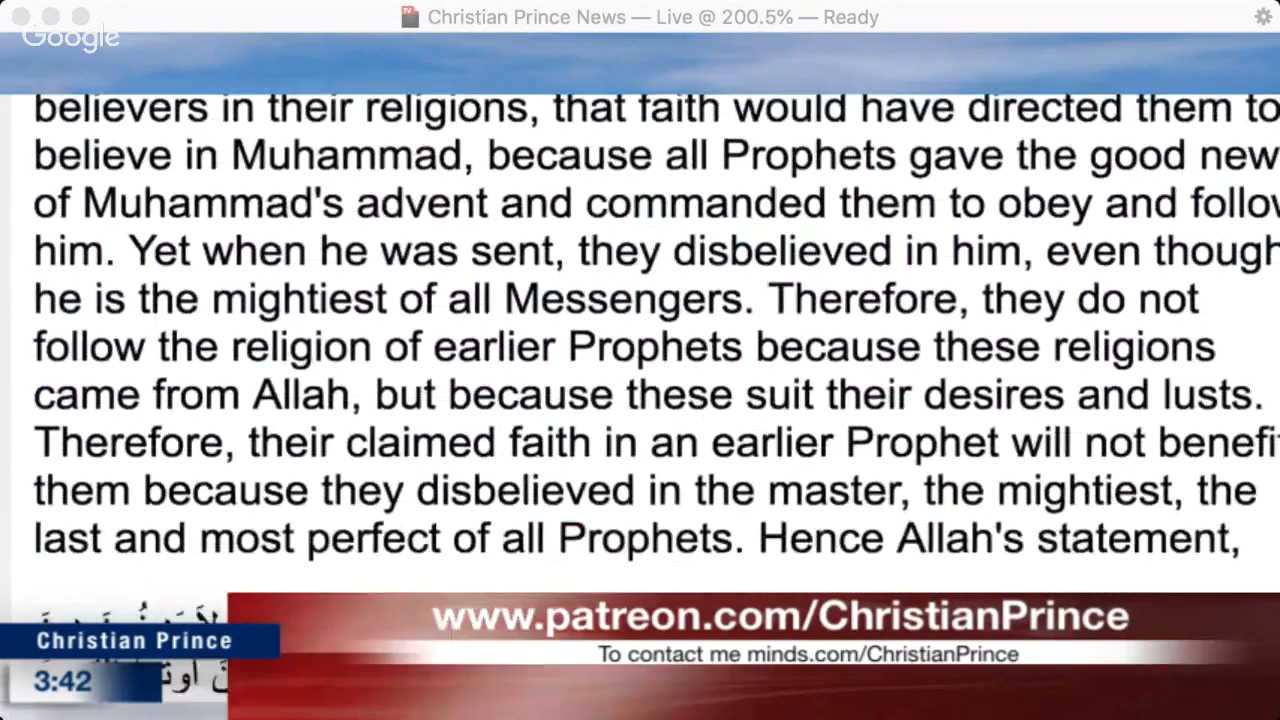 Christian Prince News — Live @ 200.5% — Ready
Google
believers in their religions, that faith would have directed them to
believe in Muhammad, because all Prophets gave the good new
of Muhammad's advent and commanded them to obey and follow
him. Yet when he was sent, they disbelieved in him, even though
he is the mightiest of all Messengers. Therefore, they do not
follow the religion of earlier Prophets because these religions
came from Allah, but because these suit their desires and lusts.
Therefore, their claimed faith in an earlier Prophet will not benefit
them because they disbelieved in the master, the mightiest, the
last and most perfect of all Prophets. Hence Allah's statement,
www.patreon.com/ChristianPrince
Christian Prince
To contact me minds.com/ChristianPrince
3:42